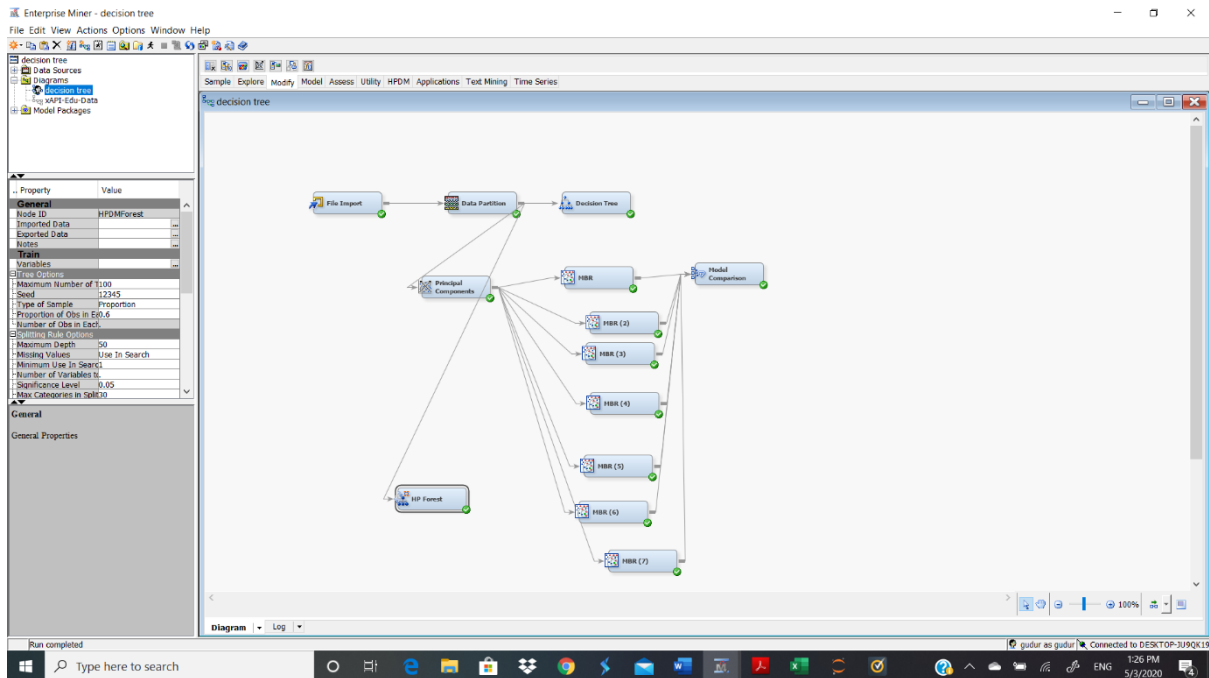 Enterprise Miner - decision tree
File Edit View Actions Options Window Help
decision tree
Data Sources
Diagrams
decision tree
xAPI-Edu-Data
Model Packages
Sample Explore Modify Model Assess Utility HPDM Applications Text Mining Time Series
decision tree
.. Property Value
General
Node ID HPDMForest
Imported Data ...
Exported Data ...
Notes ...
Train
Variables ...
Tree Options
Maximum Number of T 100
Seed 12345
Type of Sample Proportion
Proportion of Obs in Ea 0.6
Number of Obs in Each .
Splitting Rule Options
Maximum Depth 50
Missing Values Use In Search
Minimum Use In Searc 1
Number of Variables to .
Significance Level 0.05
Max Categories in Split 30
General
General Properties
File Import
Data Partition
Decision Tree
Principal Components
MBR
Model Comparison
MBR (2)
MBR (3)
MBR (4)
MBR (5)
HP Forest
MBR (6)
MBR (7)
100%
Diagram Log
Run completed
gudur as gudur Connected to DESKTOP-JU9QK19
Type here to search
ENG
1:26 PM
5/3/2020
4